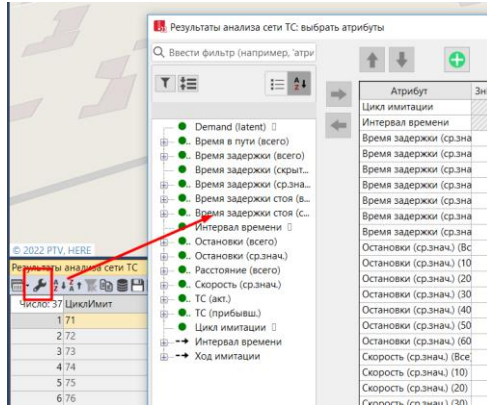 Результаты анализа сети ТС: выбрать атрибуты
Ввести фильтр (например, 'атри
Атрибут
Цикл имитации
Интервал времени
Время задержки (ср.зна
Время задержки (ср.зна
Время задержки (ср.зна
Время задержки (ср.зна
Время задержки (ср.зна
Время задержки (ср.зна
Время задержки (ср.зна
Остановки (ср.знач.) (Вс
Остановки (ср.знач.) (10
Остановки (ср.знач.) (20
Остановки (ср.знач.) (30
Остановки (ср.знач.) (40
Остановки (ср.знач.) (50
Остановки (ср.знач.) (60
Скорость (ср.знач.) (Все
Скорость (ср.знач.) (10)
Скорость (ср.знач.) (20)
Скорость (ср.знач.) (30)
Demand (latent)
Время в пути (всего)
Время задержки (всего)
Время задержки (скрыт...
Время задержки (ср.зна...
Время задержки стоя (в...
Время задержки стоя (с...
Интервал времени
Остановки (всего)
Остановки (ср.знач.)
Расстояние (всего)
Скорость (ср.знач.)
ТС (акт.)
ТС (прибывш.)
Цикл имитации
Интервал времени
Ход имитации
© 2022 PTV, HERE
Результаты анализа сети ТС
Число: 37 ЦиклИмит
1 71
2 72
3 73
4 74
5 75
6 76